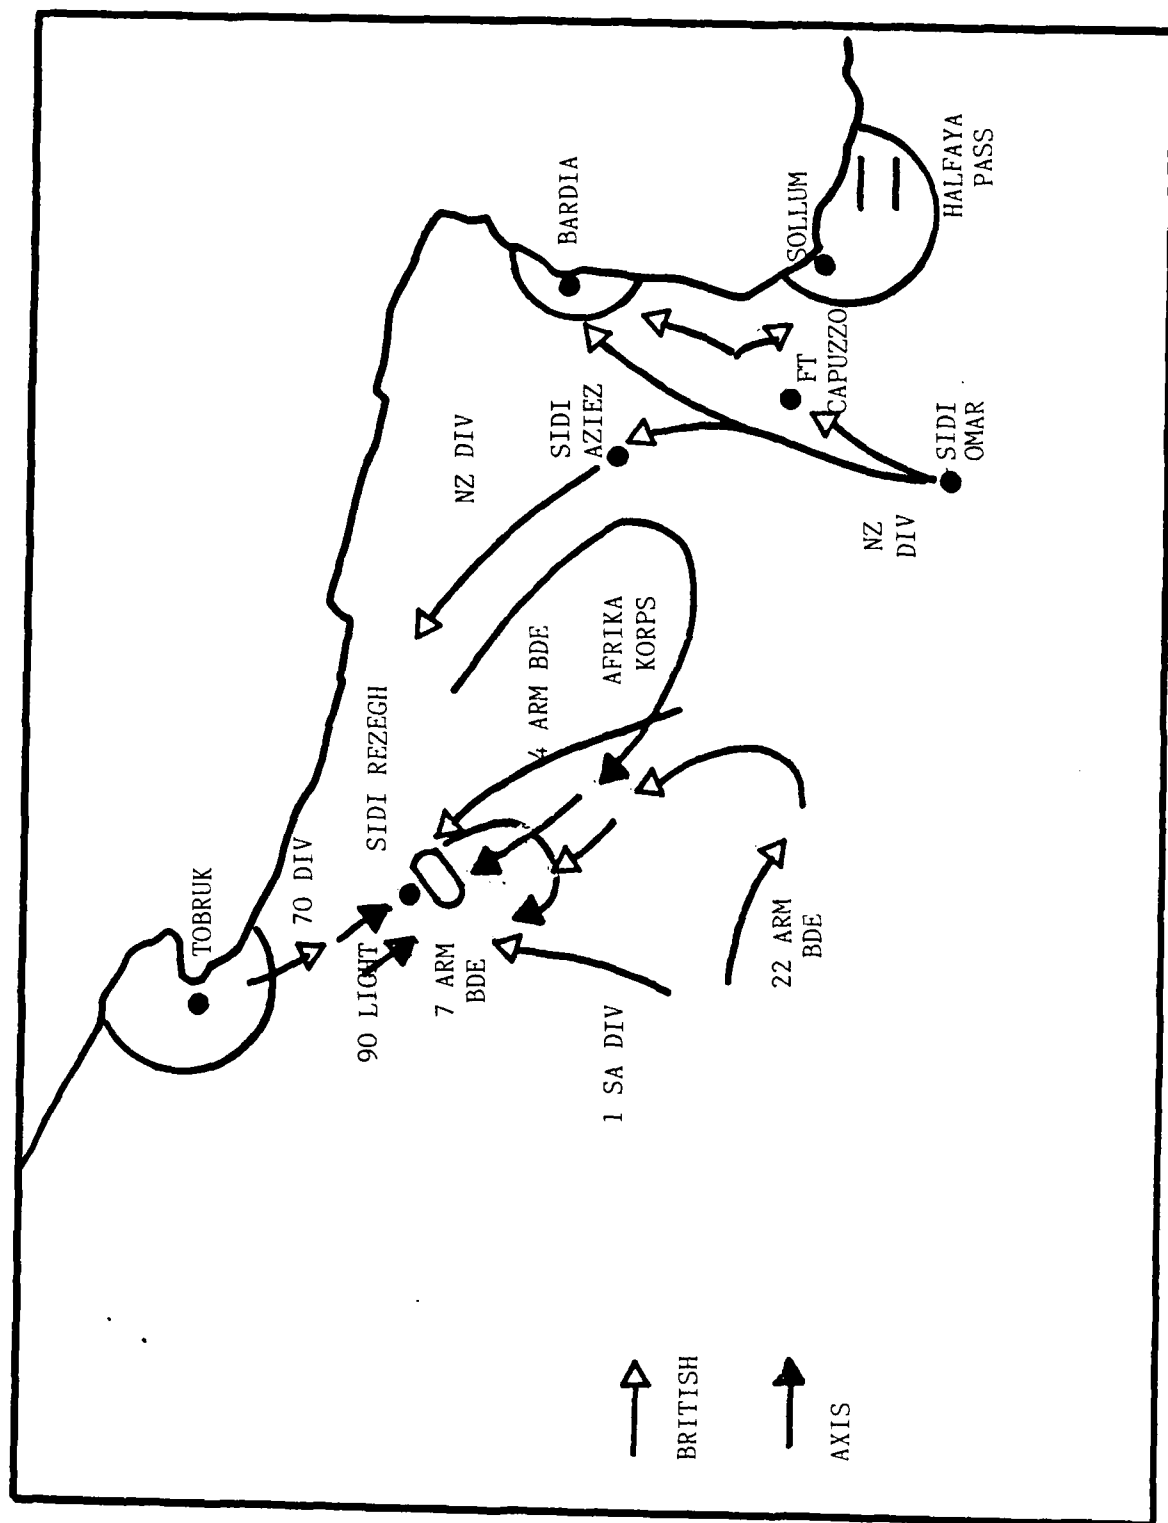 TOBRUK
70 DIV
SIDI REZEGH
90 LIGHT
7 ARM
BDE
4 ARM BDE
AFRIKA
KORPS
1 SA DIV
22 ARM
BDE
NZ DIV
SIDI
AZIEZ
BARDIA
SOLLUM
FT
CAPUZZO
HALFAYA
PASS
SIDI
OMAR
NZ
DIV
BRITISH
AXIS